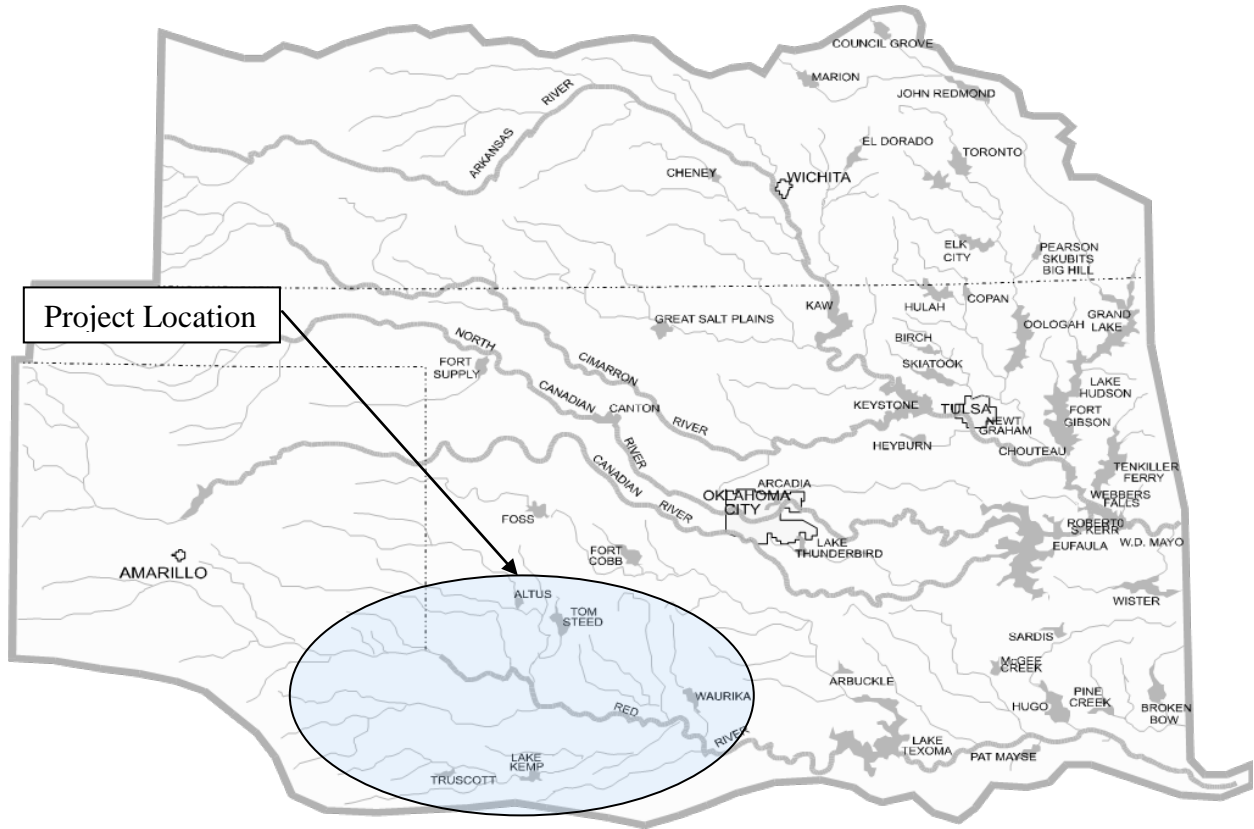 COUNCIL GROVE
MARION
JOHN REDMOND
ARKANSAS
RIVER
EL DORADO
TORONTO
CHENEY
WICHITA
ELK
CITY
PEARSON
SKUBITS
BIG HILL
Project Location
KAW
HULAH
COPAN
GREAT SALT PLAINS
OOLOGAH
GRAND
LAKE
BIRCH
SKIATOOK
NORTH
CANADIAN
RIVER
FORT
SUPPLY
CIMARRON
RIVER
CANTON
KEYSTONE
TULSA
NEWT
GRAHAM
LAKE
HUDSON
FORT
GIBSON
HEYBURN
CHOUTEAU
CANADIAN
RIVER
TENKILLER
FERRY
WEBBERS
FALLS
ARCADIA
OKLAHOMA
CITY
FOSS
LAKE
THUNDERBIRD
ROBERT
S. KERR
EUFAULA
W.D. MAYO
FORT
COBB
AMARILLO
ALTUS
TOM
STEED
WISTER
SARDIS
McGEE
CREEK
ARBUCKLE
WAURIKA
HUGO
PINE
CREEK
BROKEN
BOW
RED
RIVER
LAKE
TEXOMA
PAT MAYSE
LAKE
KEMP
TRUSCOTT